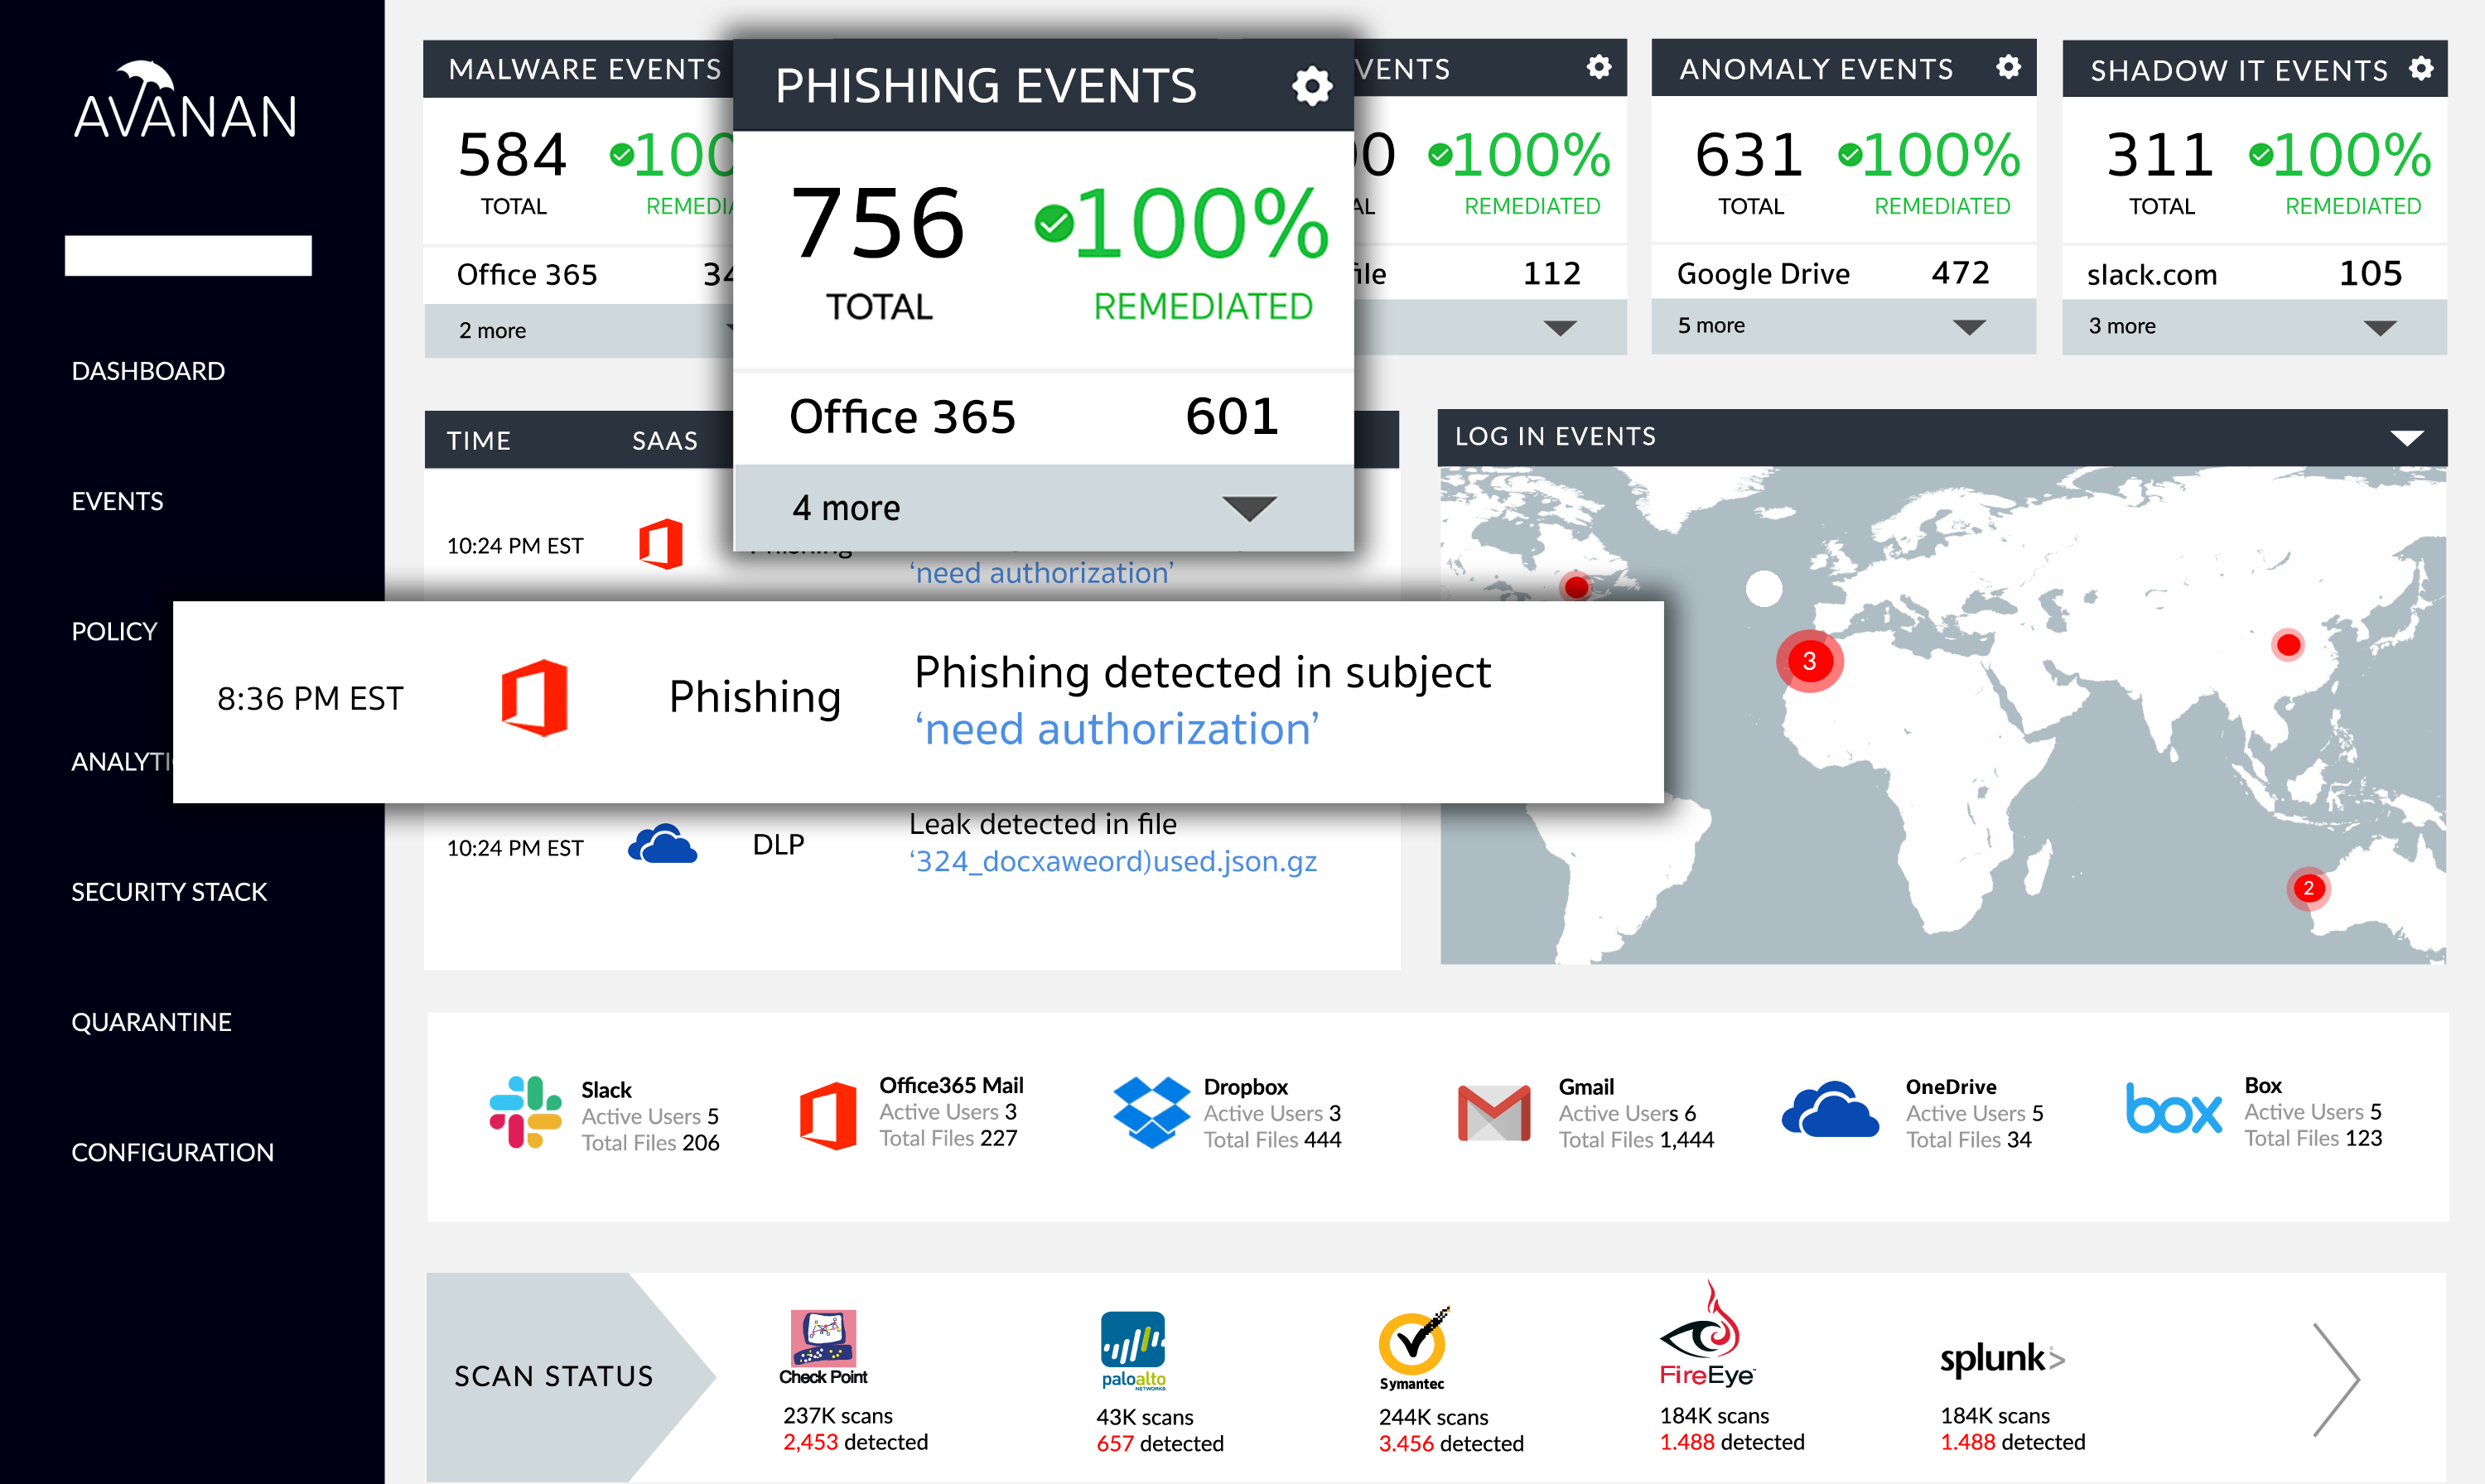 AVANAN
DASHBOARD
EVENTS
POLICY
SECURITY STACK
QUARANTINE
CONFIGURATION
MALWARE EVENTS
584
TOTAL
Office 365
2 more
PHISHING EVENTS
756
100%
TOTAL
REMEDIATED
Office 365 601
4 more
100%
REMEDIATED
112
ANOMALY EVENTS
631 100%
TOTAL REMEDIATED
Google Drive 472
5 more
SHADOW IT EVENTS
311 100%
TOTAL REMEDIATED
slack.com 105
3 more
TIME SAAS
10:24 PM EST
Phishing
‘need authorization’
8:36 PM EST Phishing
Phishing detected in subject
‘need authorization’
10:24 PM EST DLP
Leak detected in file
‘324_docxaweord)used.json.gz
LOG IN EVENTS
3
2
Slack
Active Users 5
Total Files 206
Office365 Mail
Active Users 3
Total Files 227
Dropbox
Active Users 3
Total Files 444
Gmail
Active Users 6
Total Files 1,444
OneDrive
Active Users 5
Total Files 34
box
Box
Active Users 5
Total Files 123
SCAN STATUS
Check Point
237K scans
2,453 detected
paloalto
NETWORKS
43K scans
657 detected
Symantec
244K scans
3.456 detected
FireEye
184K scans
1.488 detected
splunk>
184K scans
1.488 detected